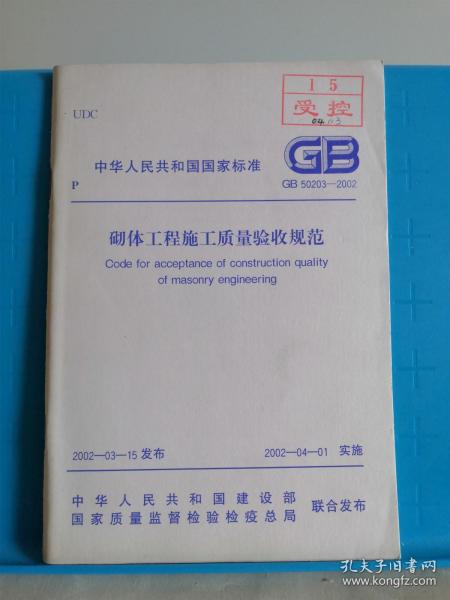 1 5
受控
UDC
中华人民共和国国家标准
GB
P
GB 50203—2002
砌体工程施工质量验收规范
Code for acceptance of construction quality
of masonry engineering
2002—03—15 发布
2002—04—01 实施
中华人民共和国建设部
国家质量监督检验检疫总局
联合发布
孔夫子旧书网
www.kongfz.com